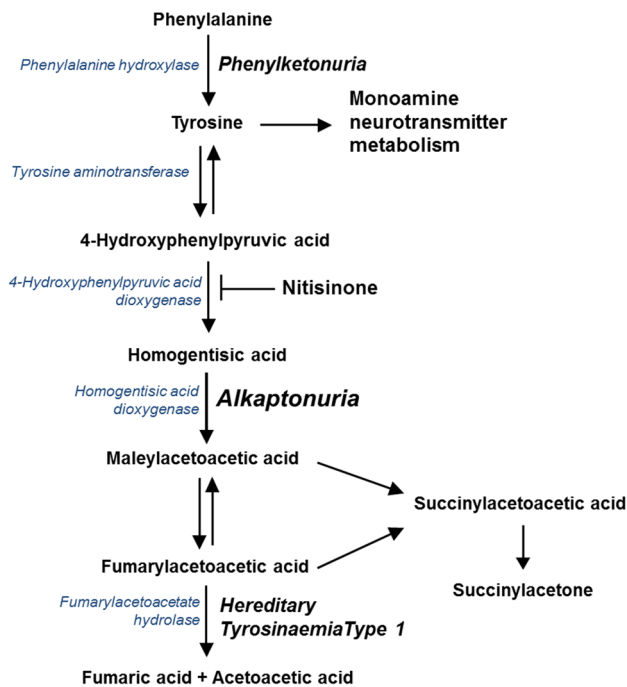 Phenylalanine
Phenylalanine hydroxylase
Phenylketonuria
Tyrosine
Monoamine
neurotransmitter
metabolism
Tyrosine aminotransferase
4-Hydroxyphenylpyruvic acid
4-Hydroxyphenylpyruvic acid
dioxygenase
Nitisinone
Homogentisic acid
Homogentisic acid
dioxygenase
Alkaptonuria
Maleylacetoacetic acid
Succinylacetoacetic acid
Fumarylacetoacetic acid
Succinylacetone
Fumarylacetoacetate
hydrolase
Hereditary
TyrosinaemiaType 1
Fumaric acid + Acetoacetic acid